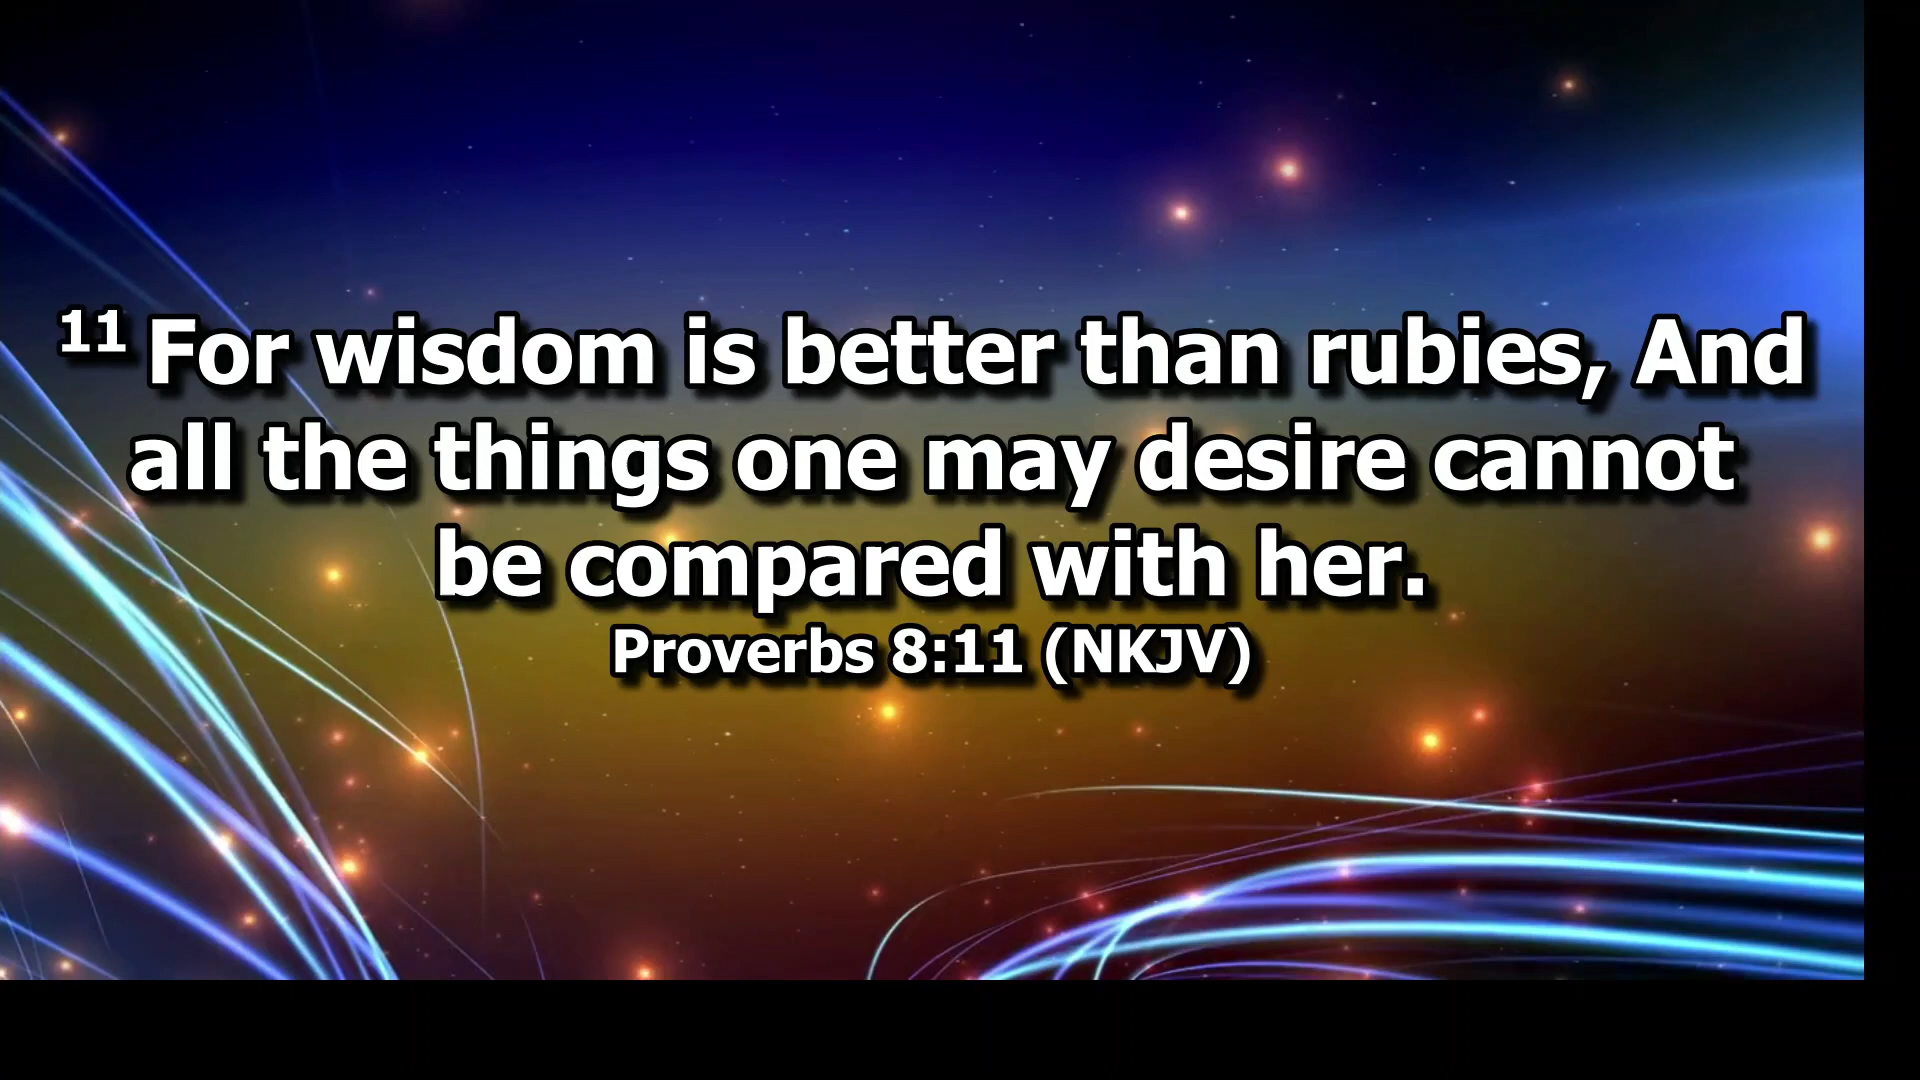 11 For wisdom is better than rubies, And
all the things one may desire cannot
be compared with her.
Proverbs 8:11 (NKJV)